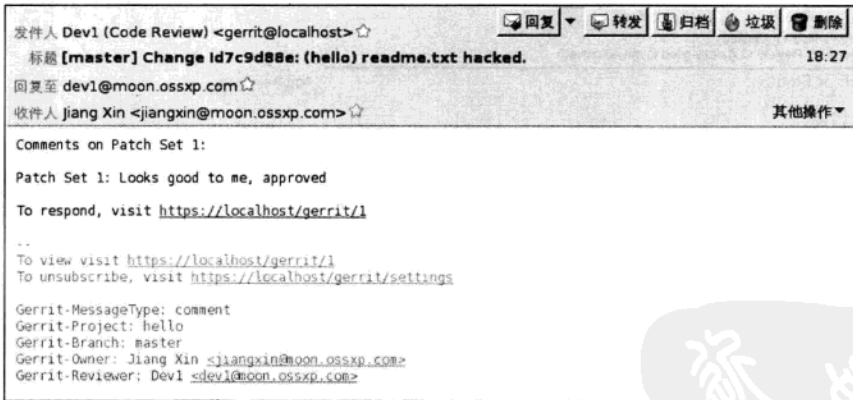 发件人 Dev1 (Code Review) <gerrit@localhost>
回复 转发 归档 垃圾 删除
标题 [master] Change Id7c9d88e: (hello) readme.txt hacked.
18:27
回复至 dev1@moon.ossxp.com
收件人 Jiang Xin <jiangxin@moon.ossxp.com>
其他操作
Comments on Patch Set 1:
Patch Set 1: Looks good to me, approved
To respond, visit https://localhost/gerrit/1
--
To view visit https://localhost/gerrit/1
To unsubscribe, visit https://localhost/gerrit/settings
Gerrit-MessageType: comment
Gerrit-Project: hello
Gerrit-Branch: master
Gerrit-Owner: Jiang Xin <jiangxin@moon.ossxp.com>
Gerrit-Reviewer: Dev1 <dev1@moon.ossxp.com>